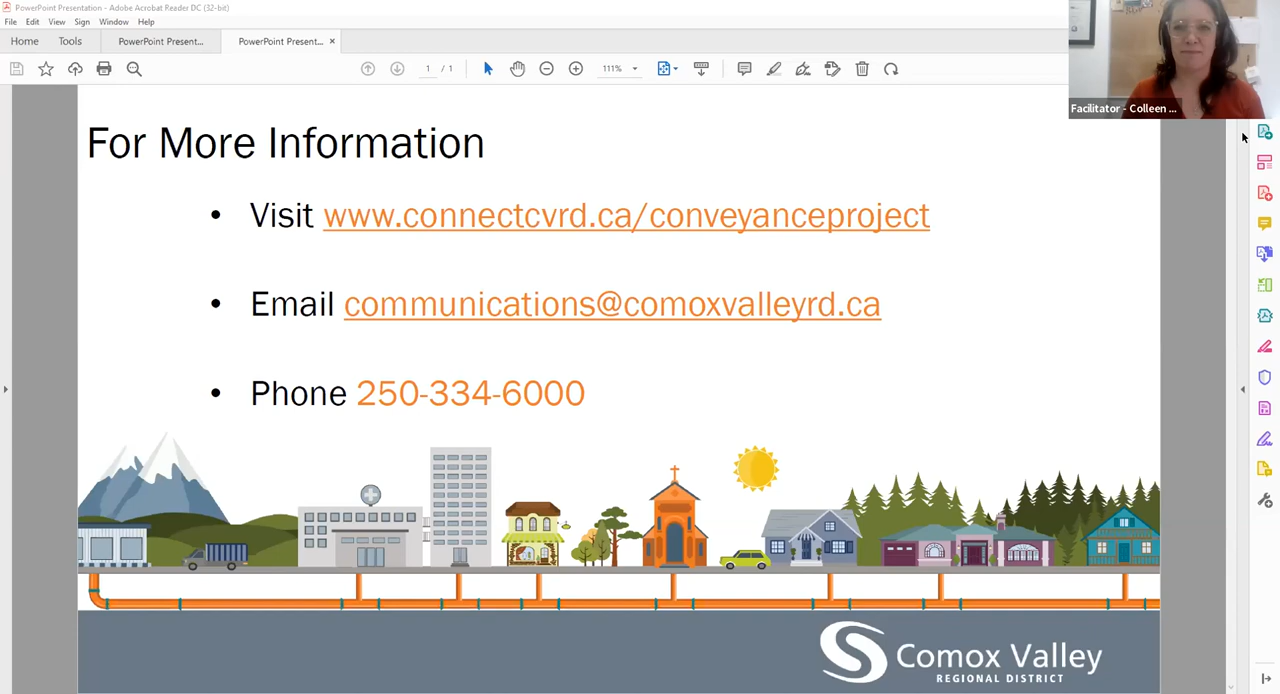 PowerPoint Presentation - Adobe Acrobat Reader DC (32-bit)
File Edit View Sign Window Help
Home Tools PowerPoint Present... PowerPoint Present... ×
1 / 1 111%
Facilitator - Colleen ...
For More Information
• Visit www.connectcvrd.ca/conveyanceproject
• Email communications@comoxvalleyrd.ca
• Phone 250-334-6000
Comox Valley
REGIONAL DISTRICT